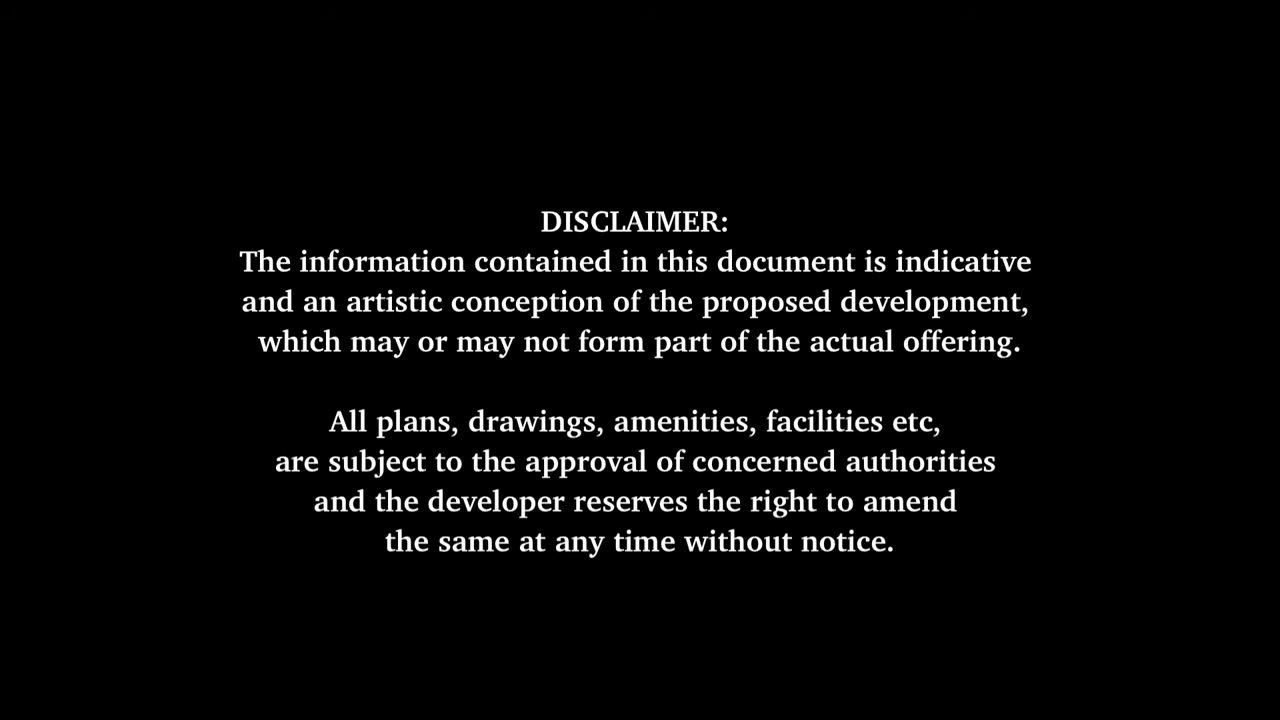 DISCLAIMER:
The information contained in this document is indicative
and an artistic conception of the proposed development,
which may or may not form part of the actual offering.
All plans, drawings, amenities, facilities etc,
are subject to the approval of concerned authorities
and the developer reserves the right to amend
the same at any time without notice.